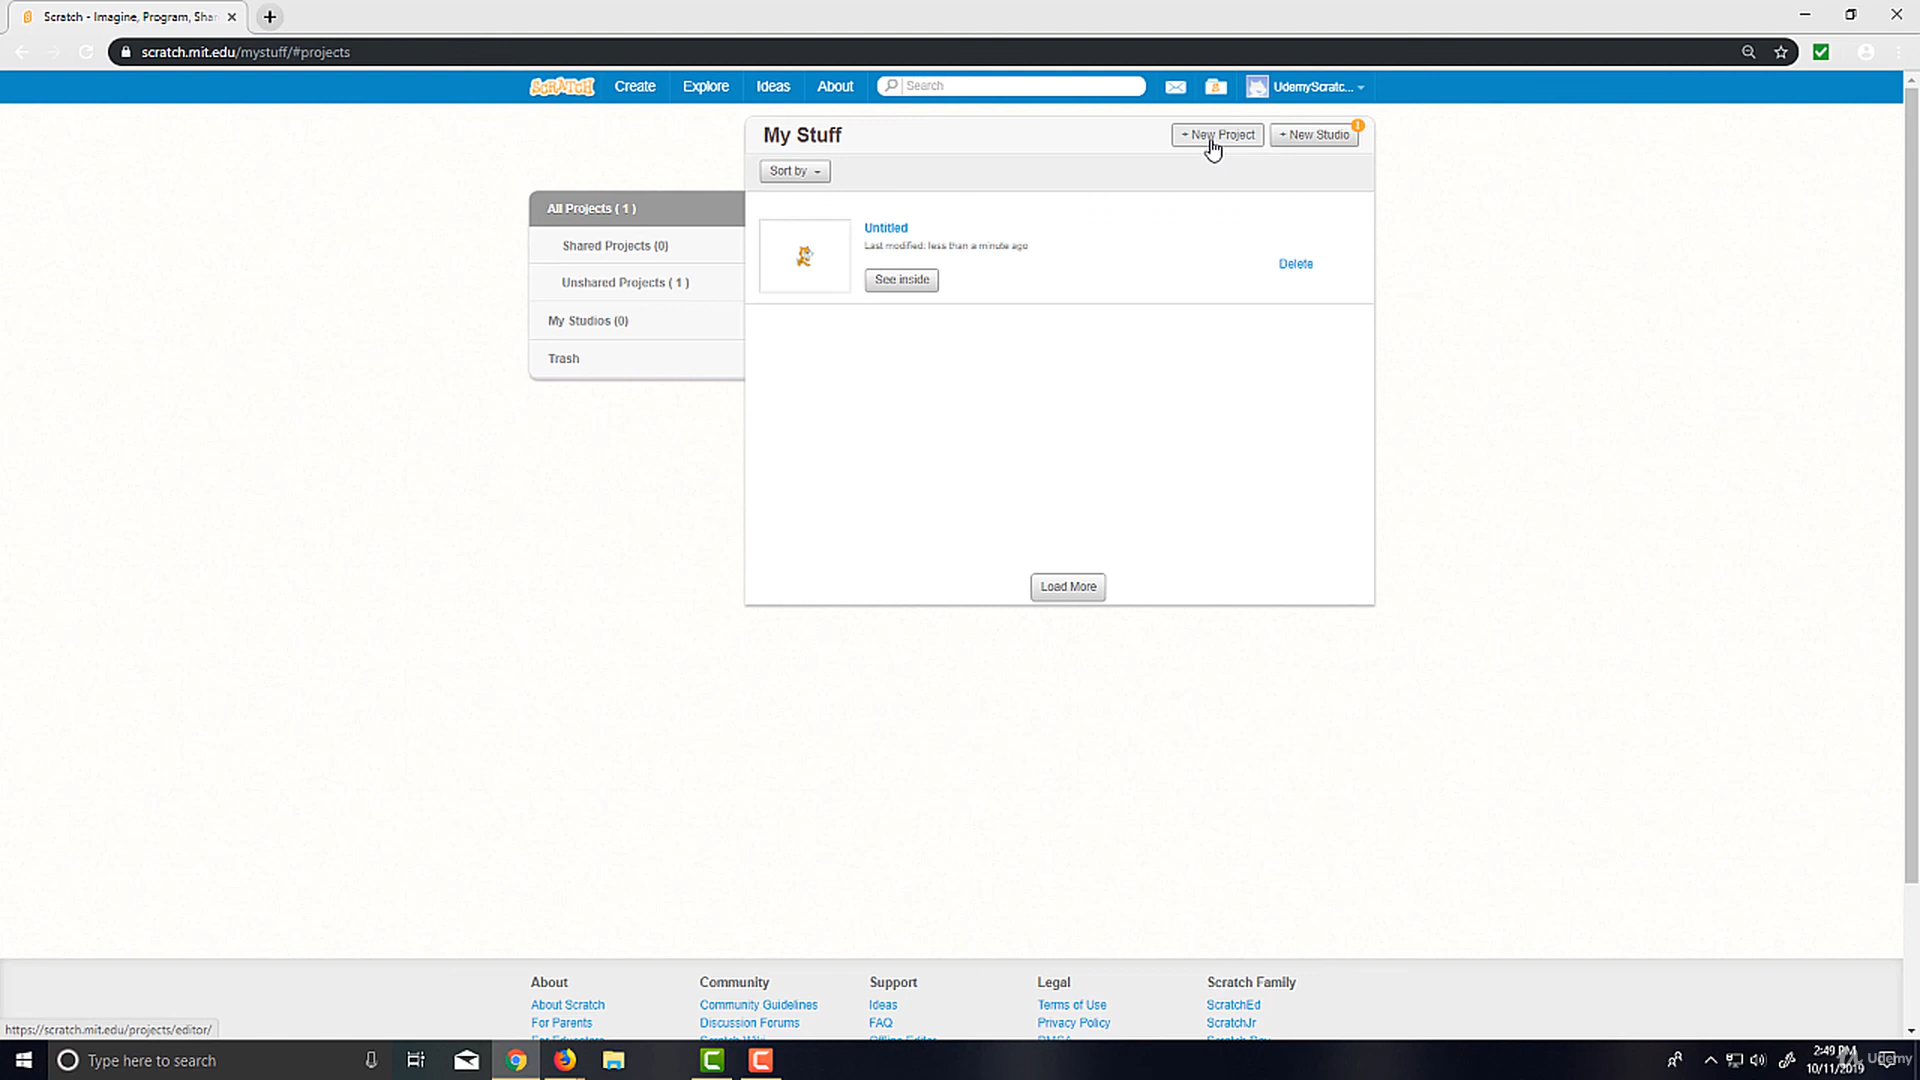 Scratch - Imagine, Program, Sha
scratch.mit.edu/mystuff/#projects
SCRATCH Create Explore Ideas About Search UdemyScratc...
My Stuff + New Project + New Studio 1
Sort by
All Projects ( 1 )
Shared Projects (0)
Unshared Projects ( 1 )
My Studios (0)
Trash
Untitled
Last modified: less than a minute ago
See inside
Delete
Load More
About Community Support Legal Scratch Family
About Scratch Community Guidelines Ideas Terms of Use ScratchEd
For Parents Discussion Forums FAQ Privacy Policy ScratchJr
https://scratch.mit.edu/projects/editor/
Type here to search
2:49 PM
10/11/2019
Udemy